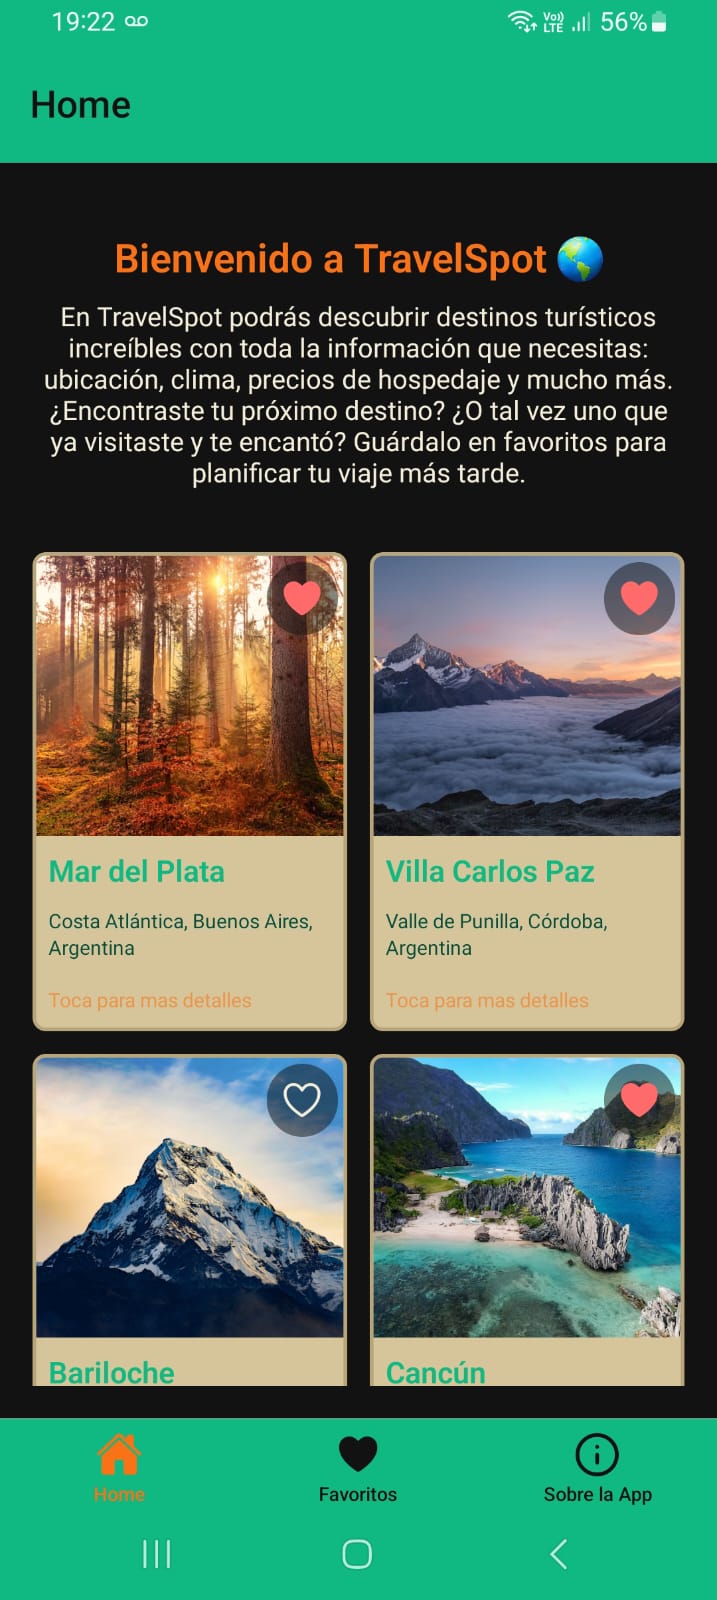 19:22
Vo)) LTE 56%
Home
Bienvenido a TravelSpot
En TravelSpot podrás descubrir destinos turísticos
increíbles con toda la información que necesitas:
ubicación, clima, precios de hospedaje y mucho más.
¿Encontraste tu próximo destino? ¿O tal vez uno que
ya visitaste y te encantó? Guárdalo en favoritos para
planificar tu viaje más tarde.
Mar del Plata
Costa Atlántica, Buenos Aires,
Argentina
Toca para mas detalles
Villa Carlos Paz
Valle de Punilla, Córdoba,
Argentina
Toca para mas detalles
Bariloche
Cancún
Home
Favoritos
Sobre la App